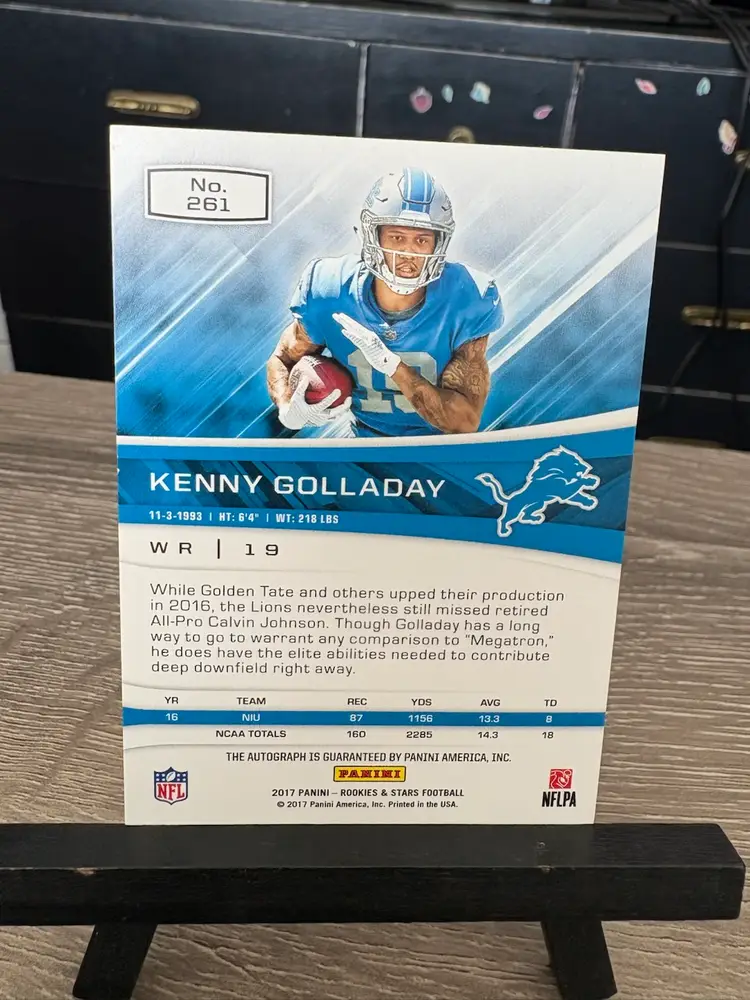 No.
261
19
KENNY GOLLADAY
11-3-1993 | HT: 6'4" | WT: 218 LBS
WR | 19
While Golden Tate and others upped their production
in 2016, the Lions nevertheless still missed retired
All-Pro Calvin Johnson. Though Golladay has a long
way to go to warrant any comparison to "Megatron,"
he does have the elite abilities needed to contribute
deep downfield right away.
YR TEAM REC YDS AVG TD
16 NIU 87 1156 13.3 8
NCAA TOTALS 160 2285 14.3 18
THE AUTOGRAPH IS GUARANTEED BY PANINI AMERICA, INC.
PANINI
NFL
2017 PANINI – ROOKIES & STARS FOOTBALL
© 2017 Panini America, Inc. Printed in the USA.
NFLPA